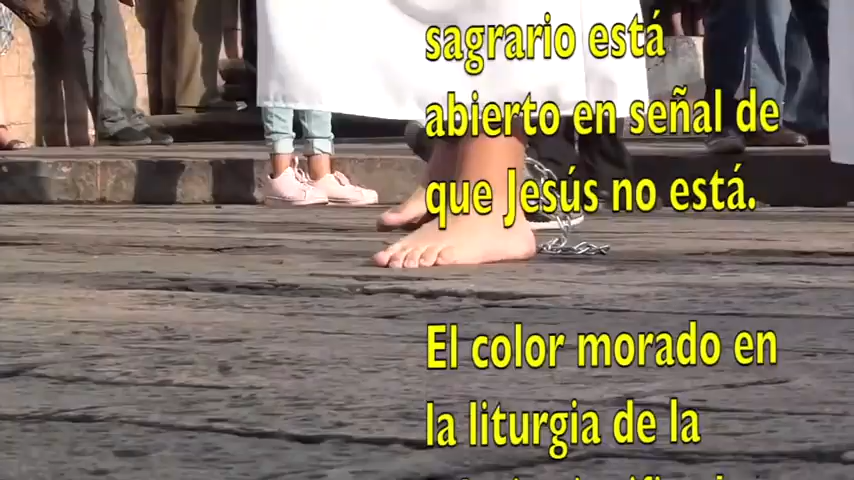 sagrario está
abierto en señal de
que Jesús no está.
El color morado en
la liturgia de la